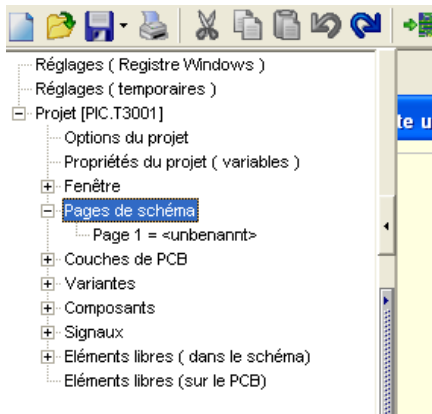 Réglages ( Registre Windows )
Réglages ( temporaires )
Projet [PIC.T3001]
Options du projet
Propriétés du projet ( variables )
Fenêtre
Pages de schéma
Page 1 = <unbenannt>
Couches de PCB
Variantes
Composants
Signaux
Eléments libres ( dans le schéma)
Eléments libres (sur le PCB)
te u